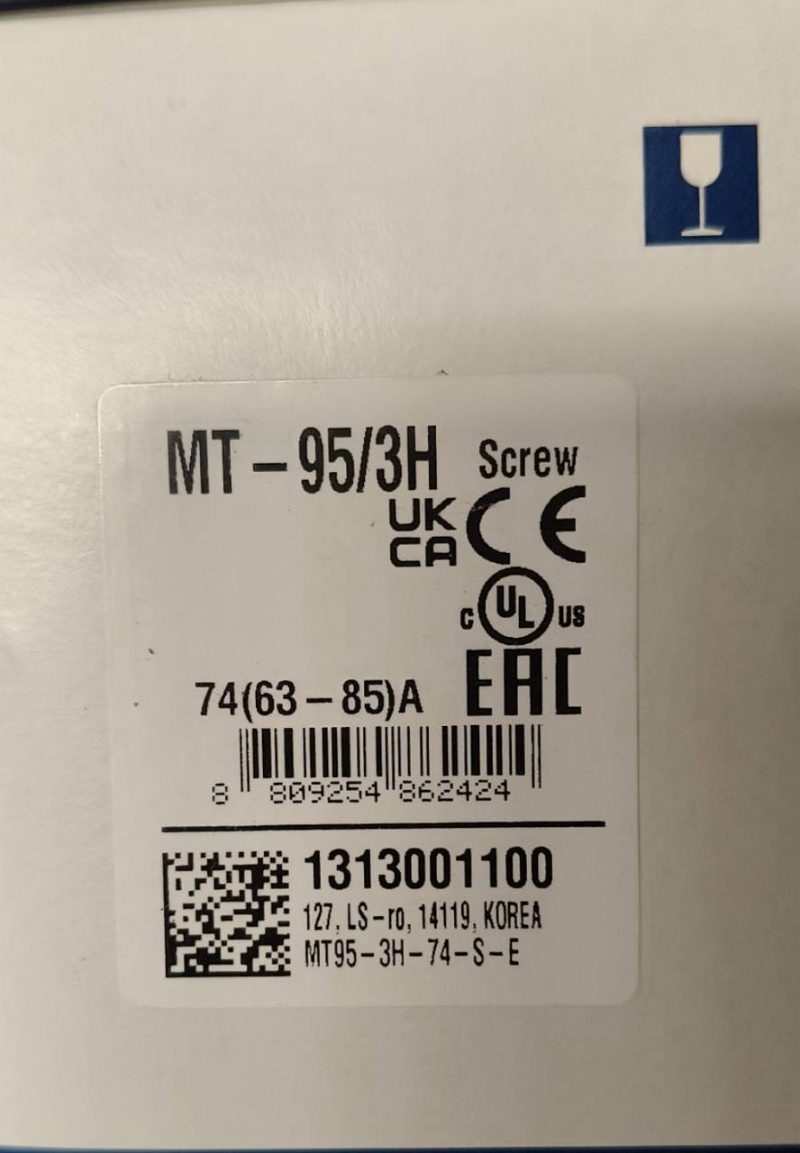 MT-95/3H Screw
UK
CA CE
c UL us
74(63-85)A EAC
8 809254 862424
1313001100
127, LS-ro, 14119, KOREA
MT95-3H-74-S-E